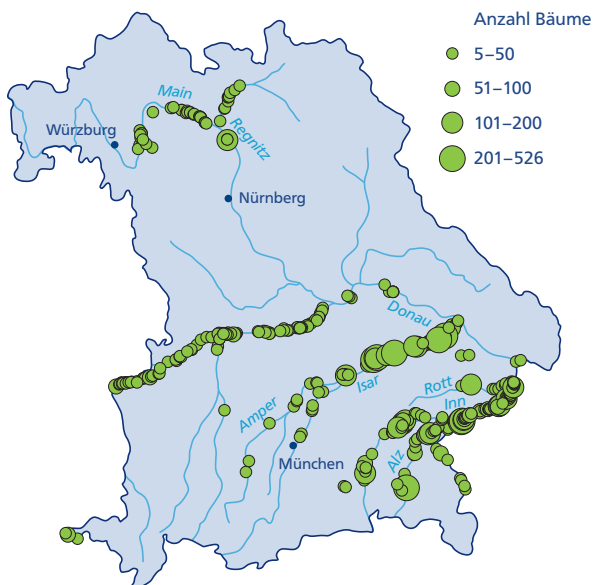 Anzahl Bäume
5–50
51–100
101–200
201–526
Main
Würzburg
Regnitz
Nürnberg
Donau
Isar
Rott
Inn
Amper
Alz
München